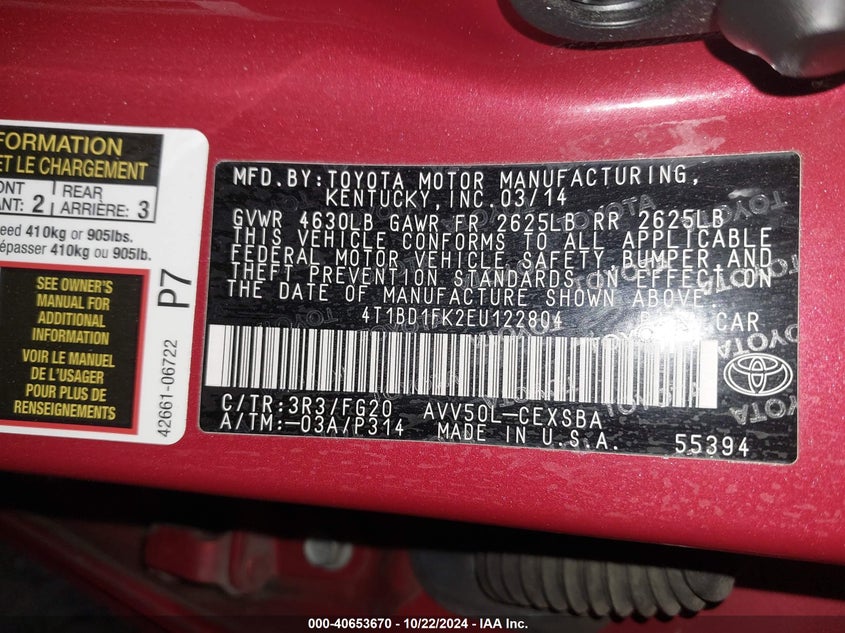 FORMATION
ET LE CHARGEMENT
ONT 2 REAR 3
ANT: ARRIÈRE:
eed 410kg or 905lbs.
épasser 410kg ou 905lb.
SEE OWNER'S
MANUAL FOR
ADDITIONAL
INFORMATION
VOIR LE MANUEL
DE L'USAGER
POUR PLUS DE
RENSEIGNEMENTS
P7
42661-06722
MFD.BY:TOYOTA MOTOR MANUFACTURING,
KENTUCKY,INC.03/14
GVWR 4630LB GAWR FR 2625LB RR 2625LB
THIS VEHICLE CONFORMS TO ALL APPLICABLE
FEDERAL MOTOR VEHICLE SAFETY,BUMPER AND
THEFT PREVENTION STANDARDS IN EFFECT ON
THE DATE OF MANUFACTURE SHOWN ABOVE.
4T1BD1FK2EU122804 CAR
C/TR:3R3/FG20 AVV50L-CEXSBA
A/TM:-03A/P314 MADE IN U.S.A. 55394
TOYOTA
000-40653670 - 10/22/2024 - IAA Inc.